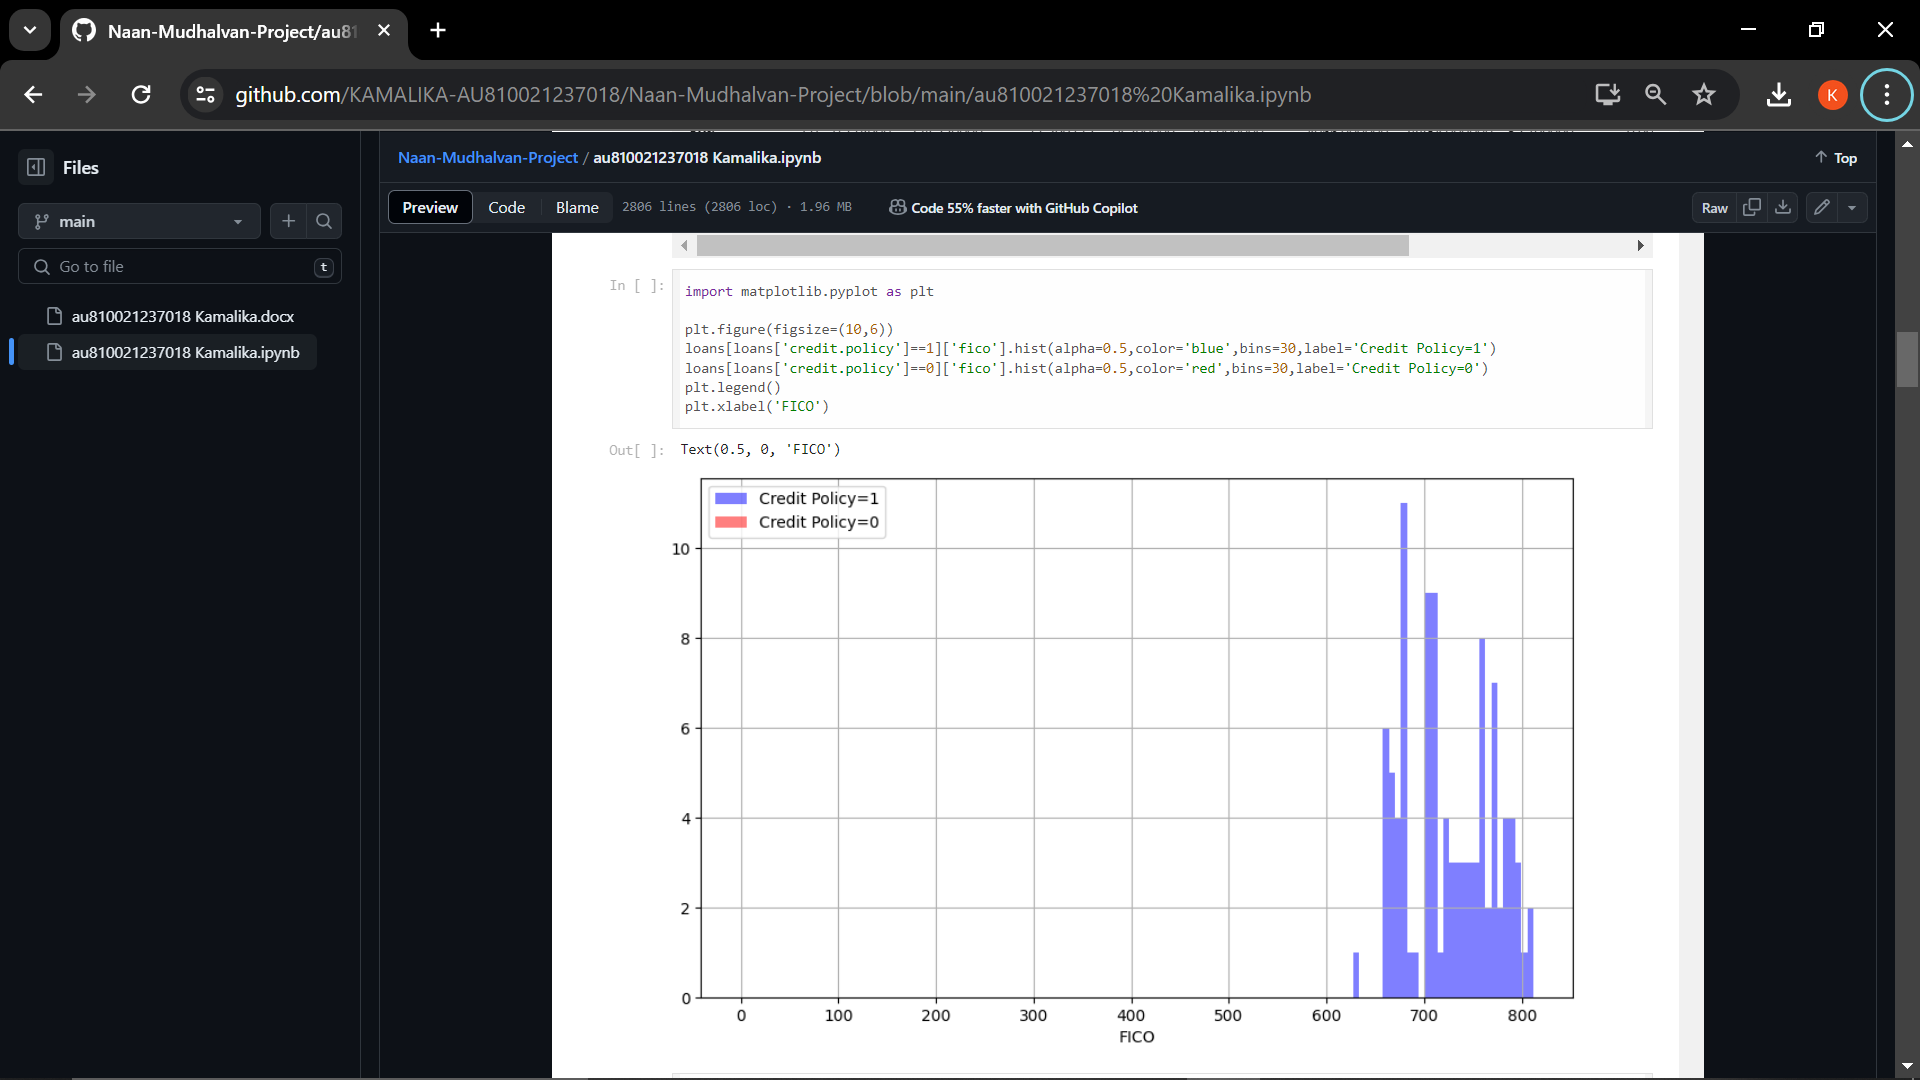 Naan-Mudhalvan-Project/au81
github.com/KAMALIKA-AU810021237018/Naan-Mudhalvan-Project/blob/main/au810021237018%20Kamalika.ipynb
K
Files
main
Go to file
t
au810021237018 Kamalika.docx
au810021237018 Kamalika.ipynb
Naan-Mudhalvan-Project / au810021237018 Kamalika.ipynb
Top
Preview Code Blame 2806 lines (2806 loc) · 1.96 MB Code 55% faster with GitHub Copilot Raw
In [ ]:
import matplotlib.pyplot as plt
plt.figure(figsize=(10,6))
loans[loans['credit.policy']==1]['fico'].hist(alpha=0.5,color='blue',bins=30,label='Credit Policy=1')
loans[loans['credit.policy']==0]['fico'].hist(alpha=0.5,color='red',bins=30,label='Credit Policy=0')
plt.legend()
plt.xlabel('FICO')
Out[ ]: Text(0.5, 0, 'FICO')
Credit Policy=1
Credit Policy=0
10
8
6
4
2
0
0 100 200 300 400 500 600 700 800
FICO